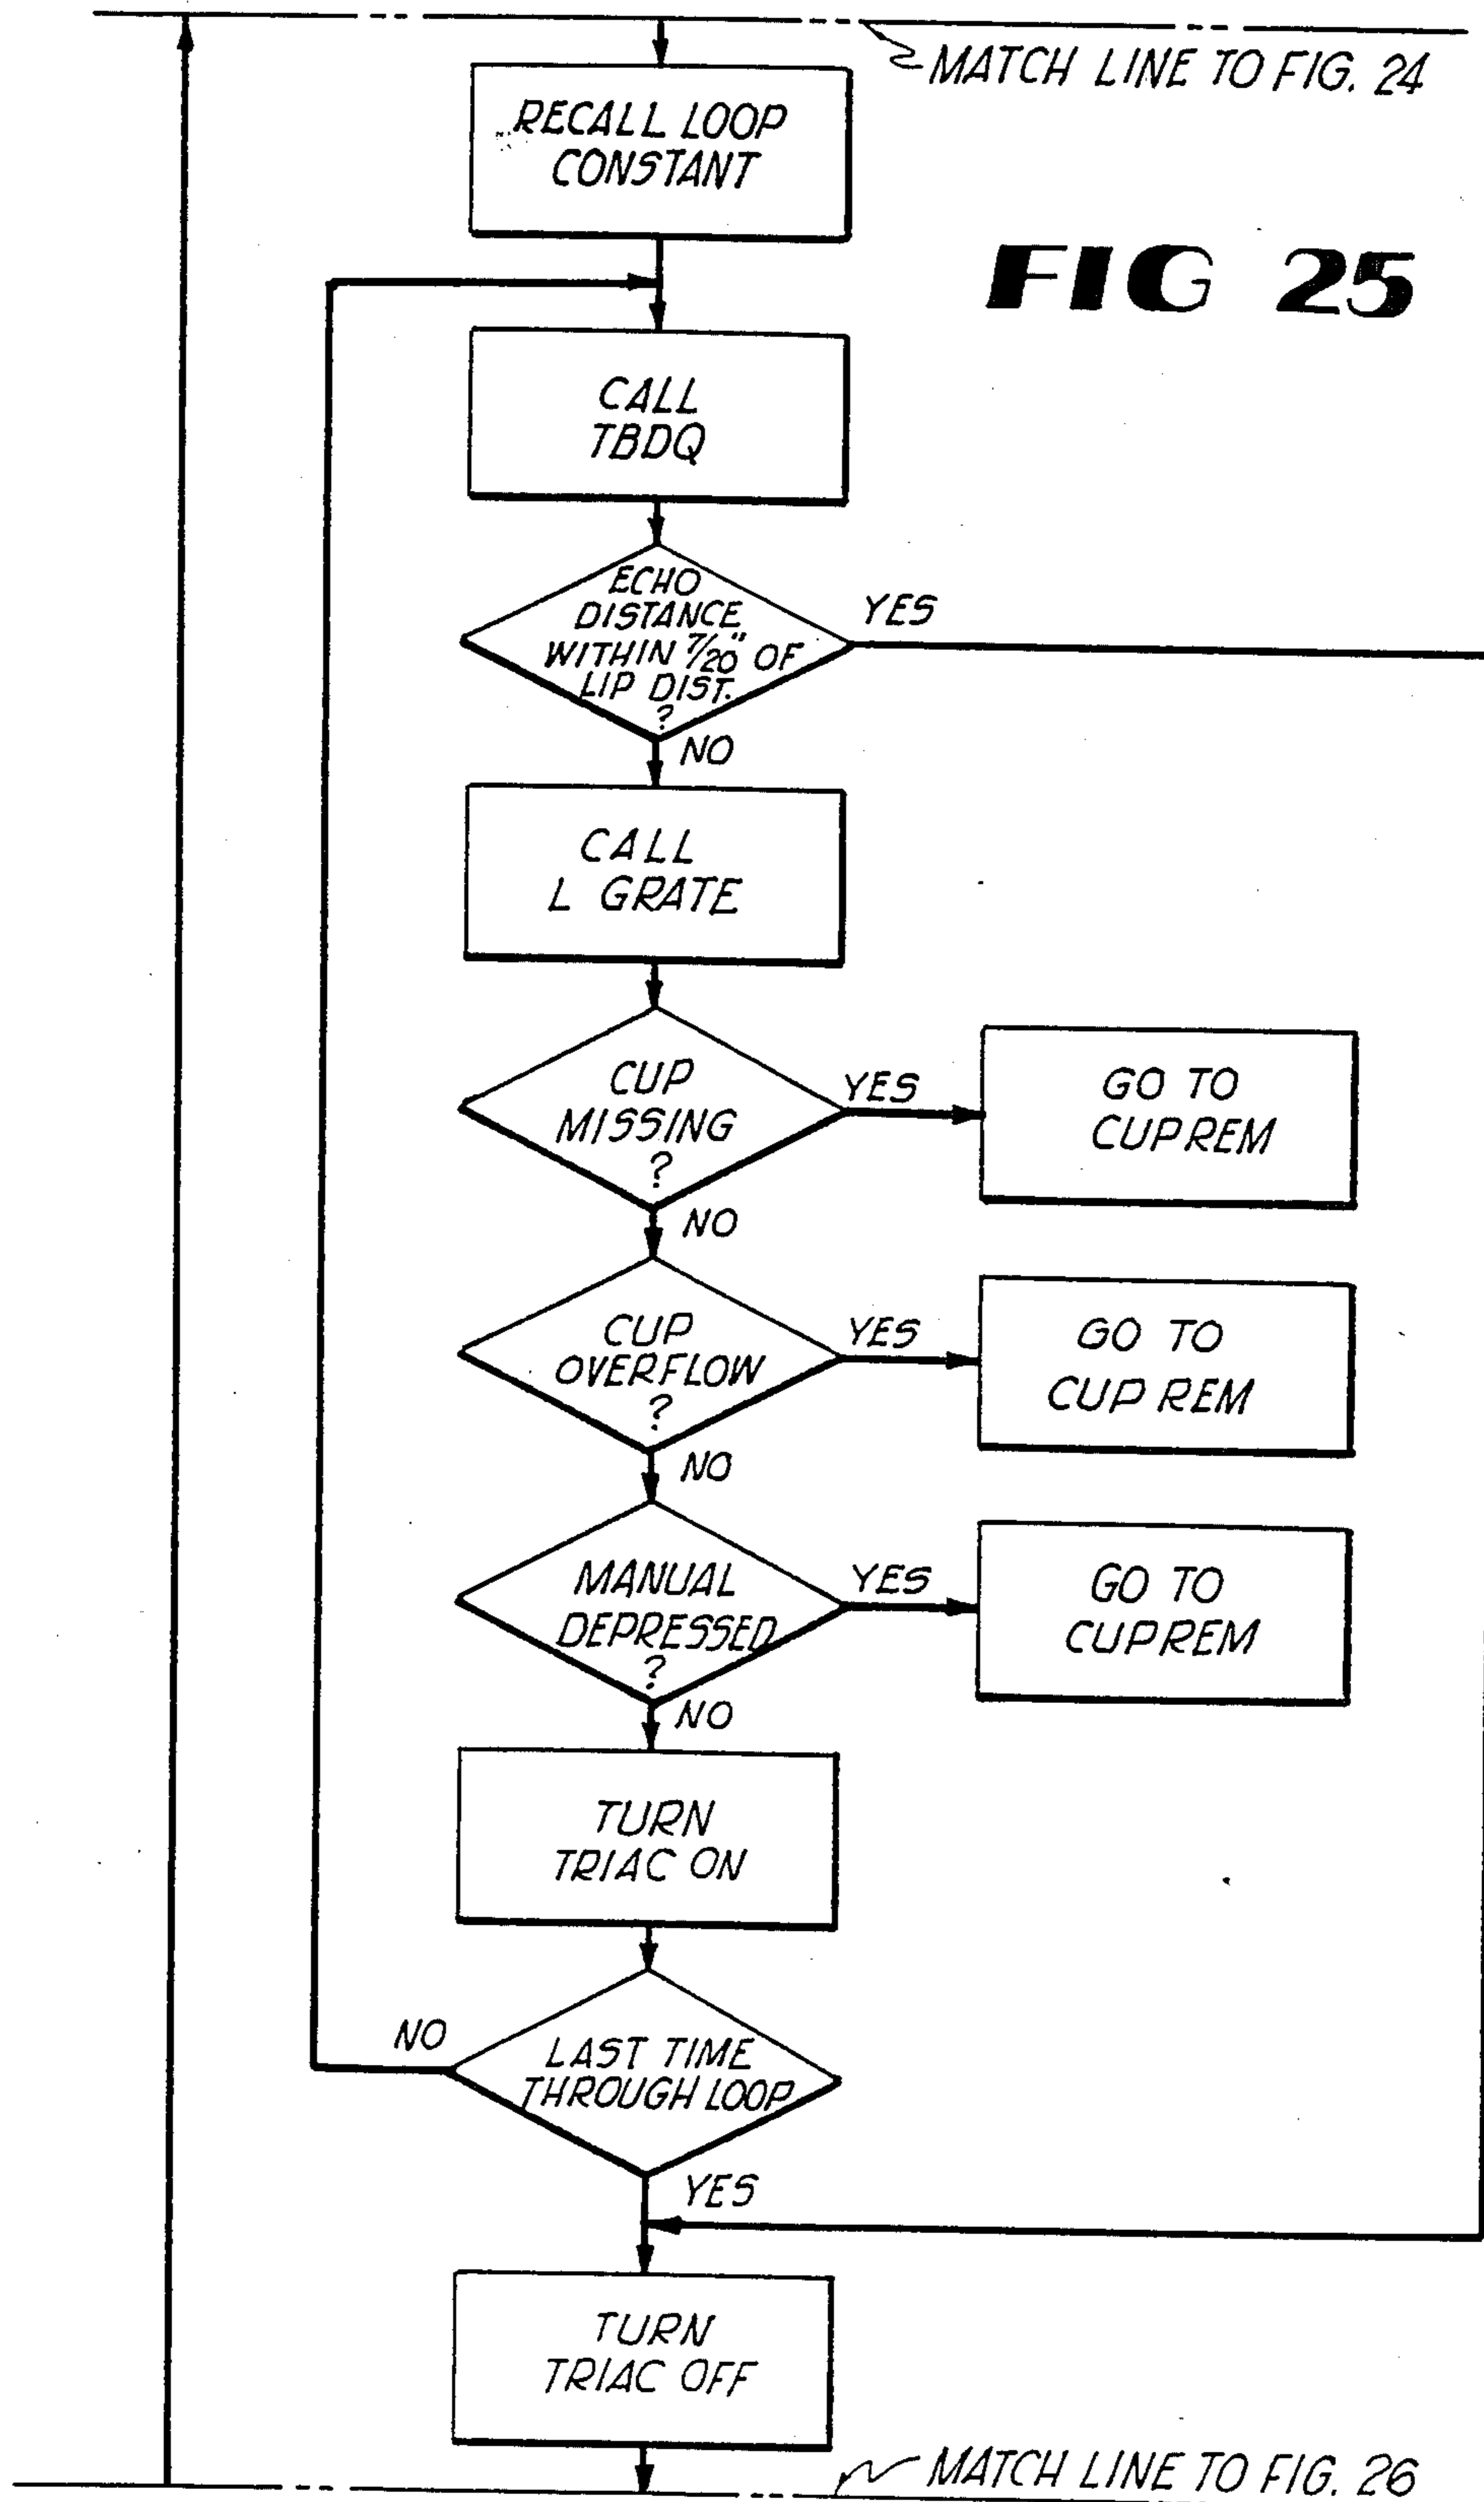 MATCH LINE TO FIG. 24
RECALL LOOP
CONSTANT
FIG 25
CALL
TBDQ
ECHO
DISTANCE
WITHIN 7/20" OF
LIP DIST.
?
YES
NO
CALL
L GRATE
CUP
MISSING
?
YES
GO TO
CUPREM
NO
CUP
OVERFLOW
?
YES
GO TO
CUP REM
NO
MANUAL
DEPRESSED
?
YES
GO TO
CUPREM
NO
TURN
TRIAC ON
NO
LAST TIME
THROUGH LOOP
YES
TURN
TRIAC OFF
MATCH LINE TO FIG. 26